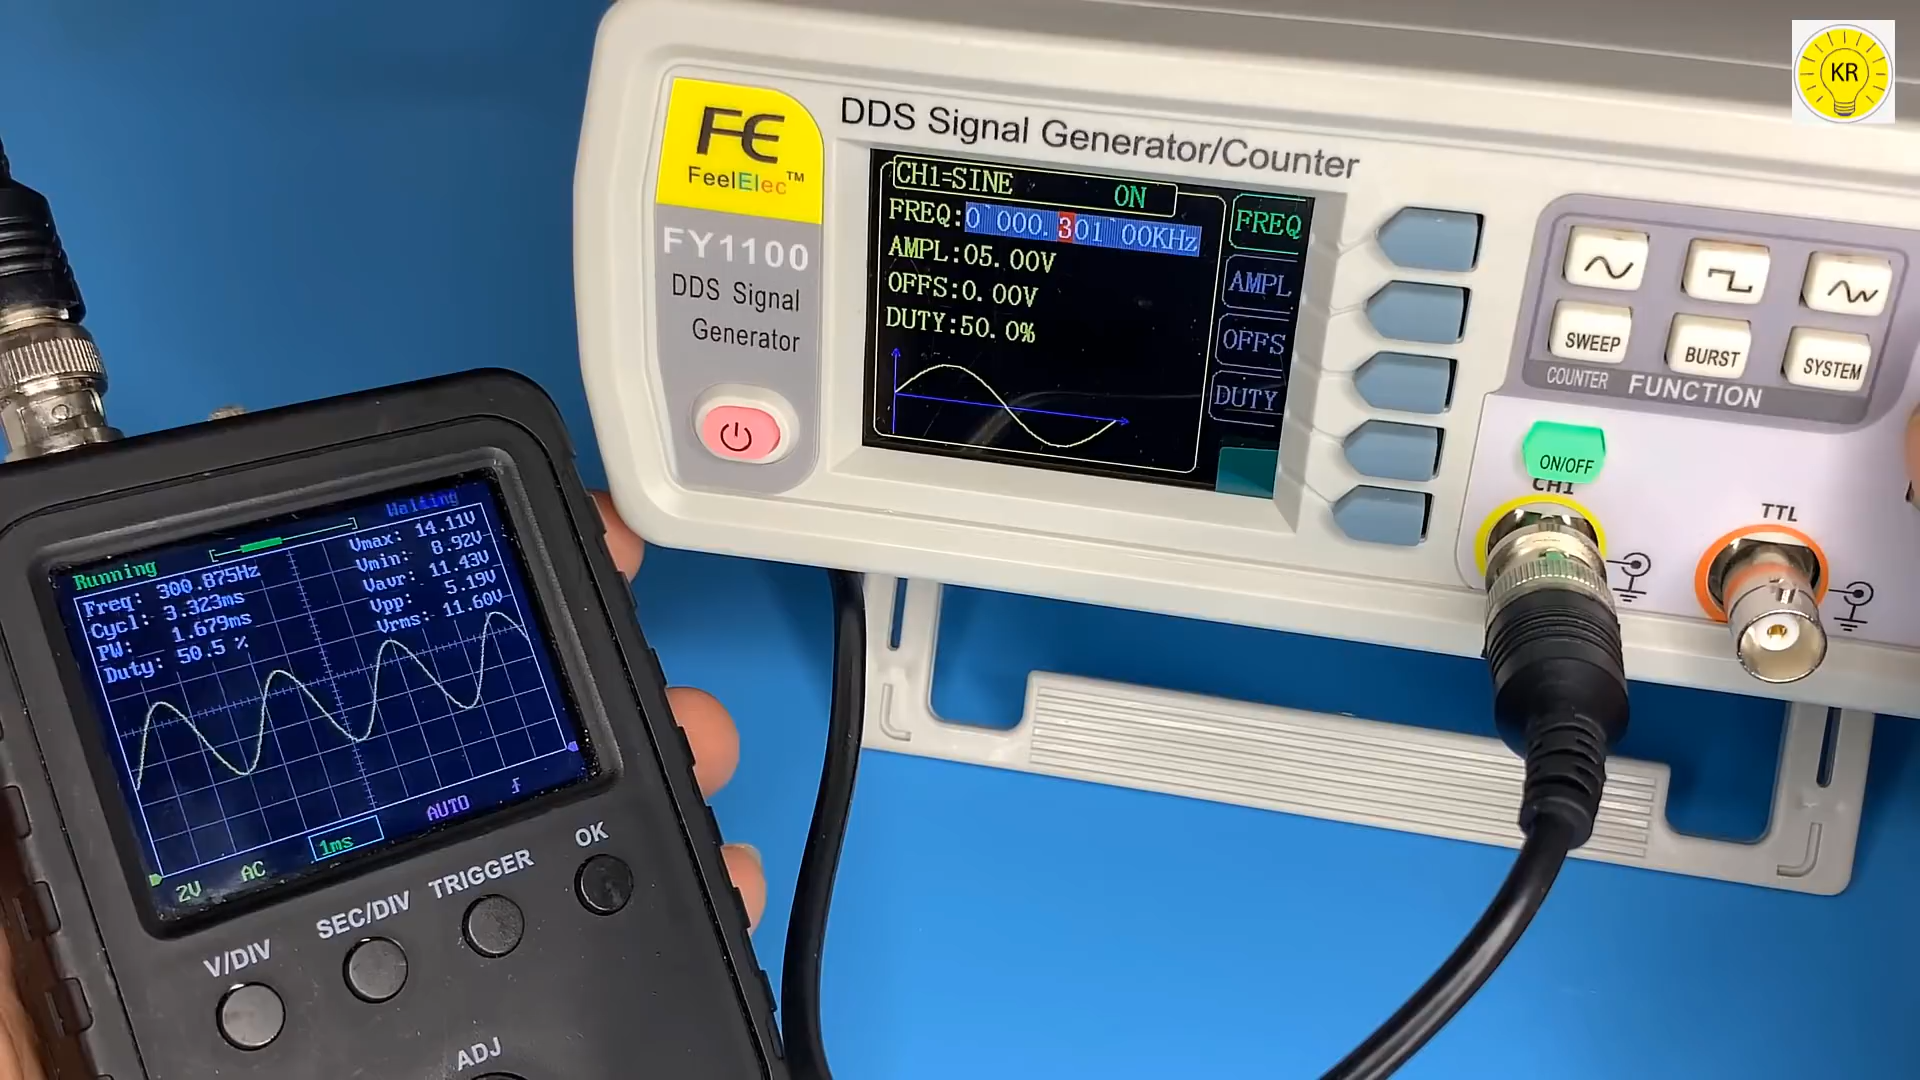 KR
DDS Signal Generator/Counter
FE
FeelElec™
FY1100
DDS Signal
Generator
CH1=SINE
ON
FREQ:0`000.301`00KHz
AMPL:05.00V
OFFS:0.00V
DUTY:50.0%
FREQ
AMPL
OFFS
DUTY
SWEEP
BURST
SYSTEM
COUNTER
FUNCTION
ON/OFF
CH1
TTL
Running
Waiting
Freq: 300.875Hz
Cycl: 3.323ms
PW: 1.679ms
Duty: 50.5 %
Vmax: 14.11V
Vmin: 8.92V
Vavr: 11.43V
Vpp: 5.19V
Vrms: 11.60V
2V
AC
1ms
AUTO
V/DIV
SEC/DIV
TRIGGER
OK
ADJ